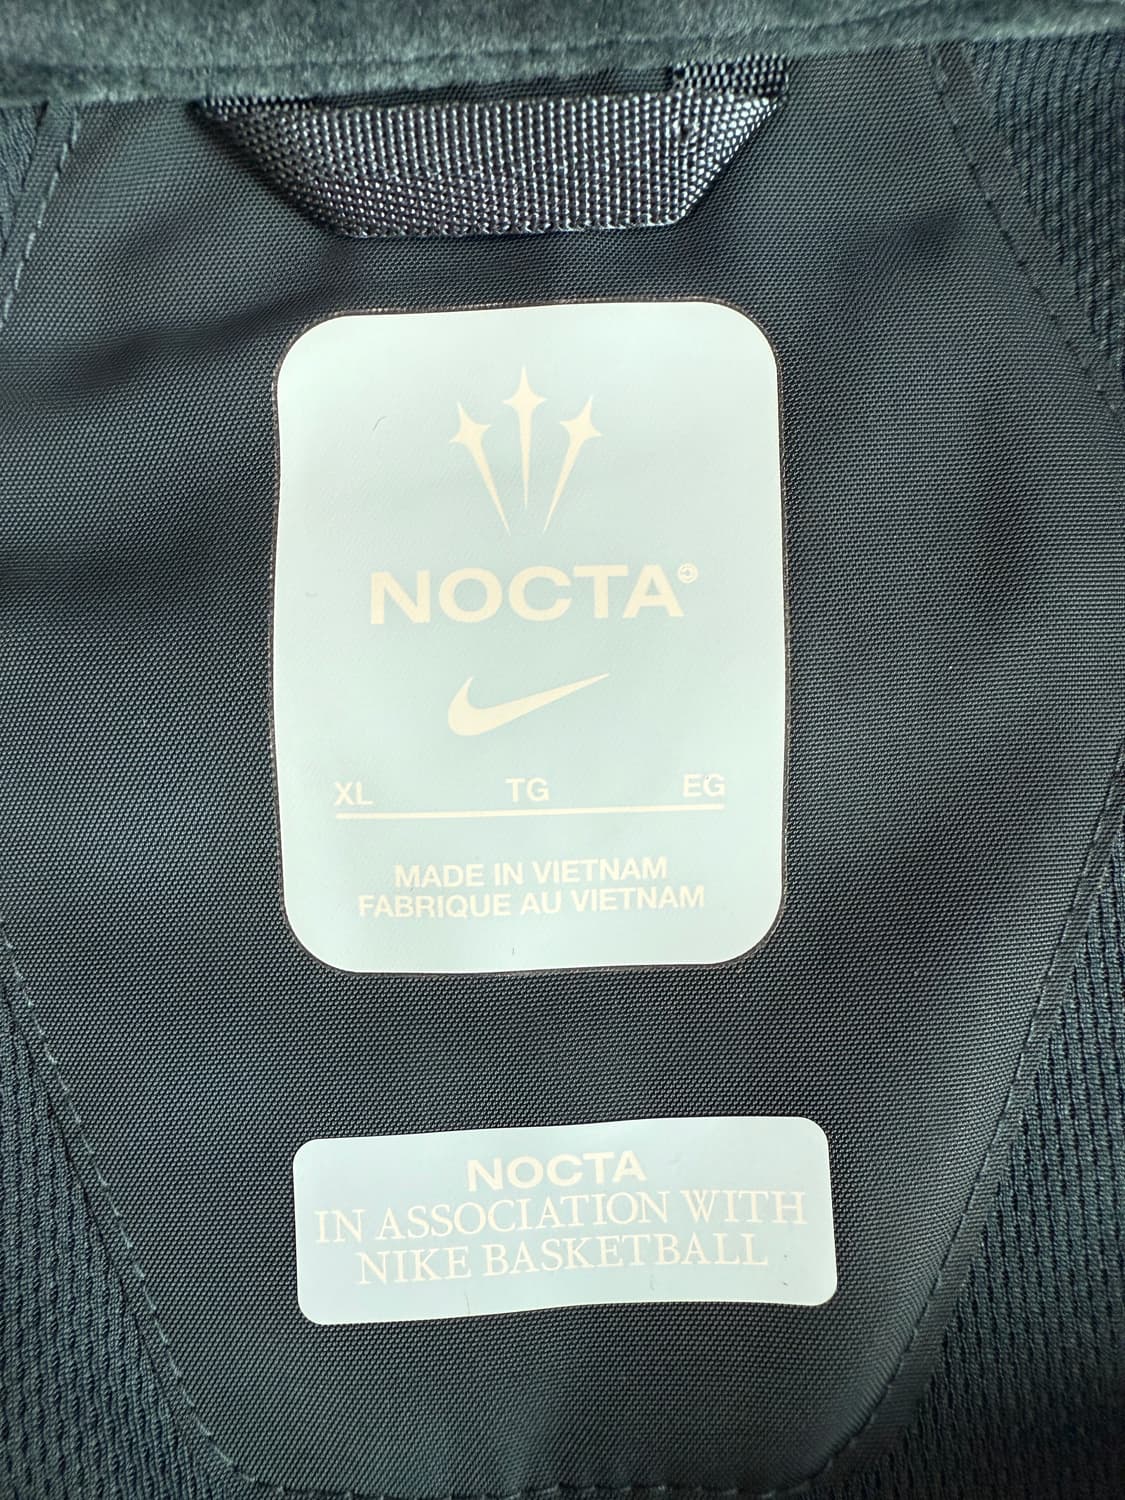 NOCTA
XL TG EG
MADE IN VIETNAM
FABRIQUE AU VIETNAM
NOCTA
IN ASSOCIATION WITH
NIKE BASKETBALL